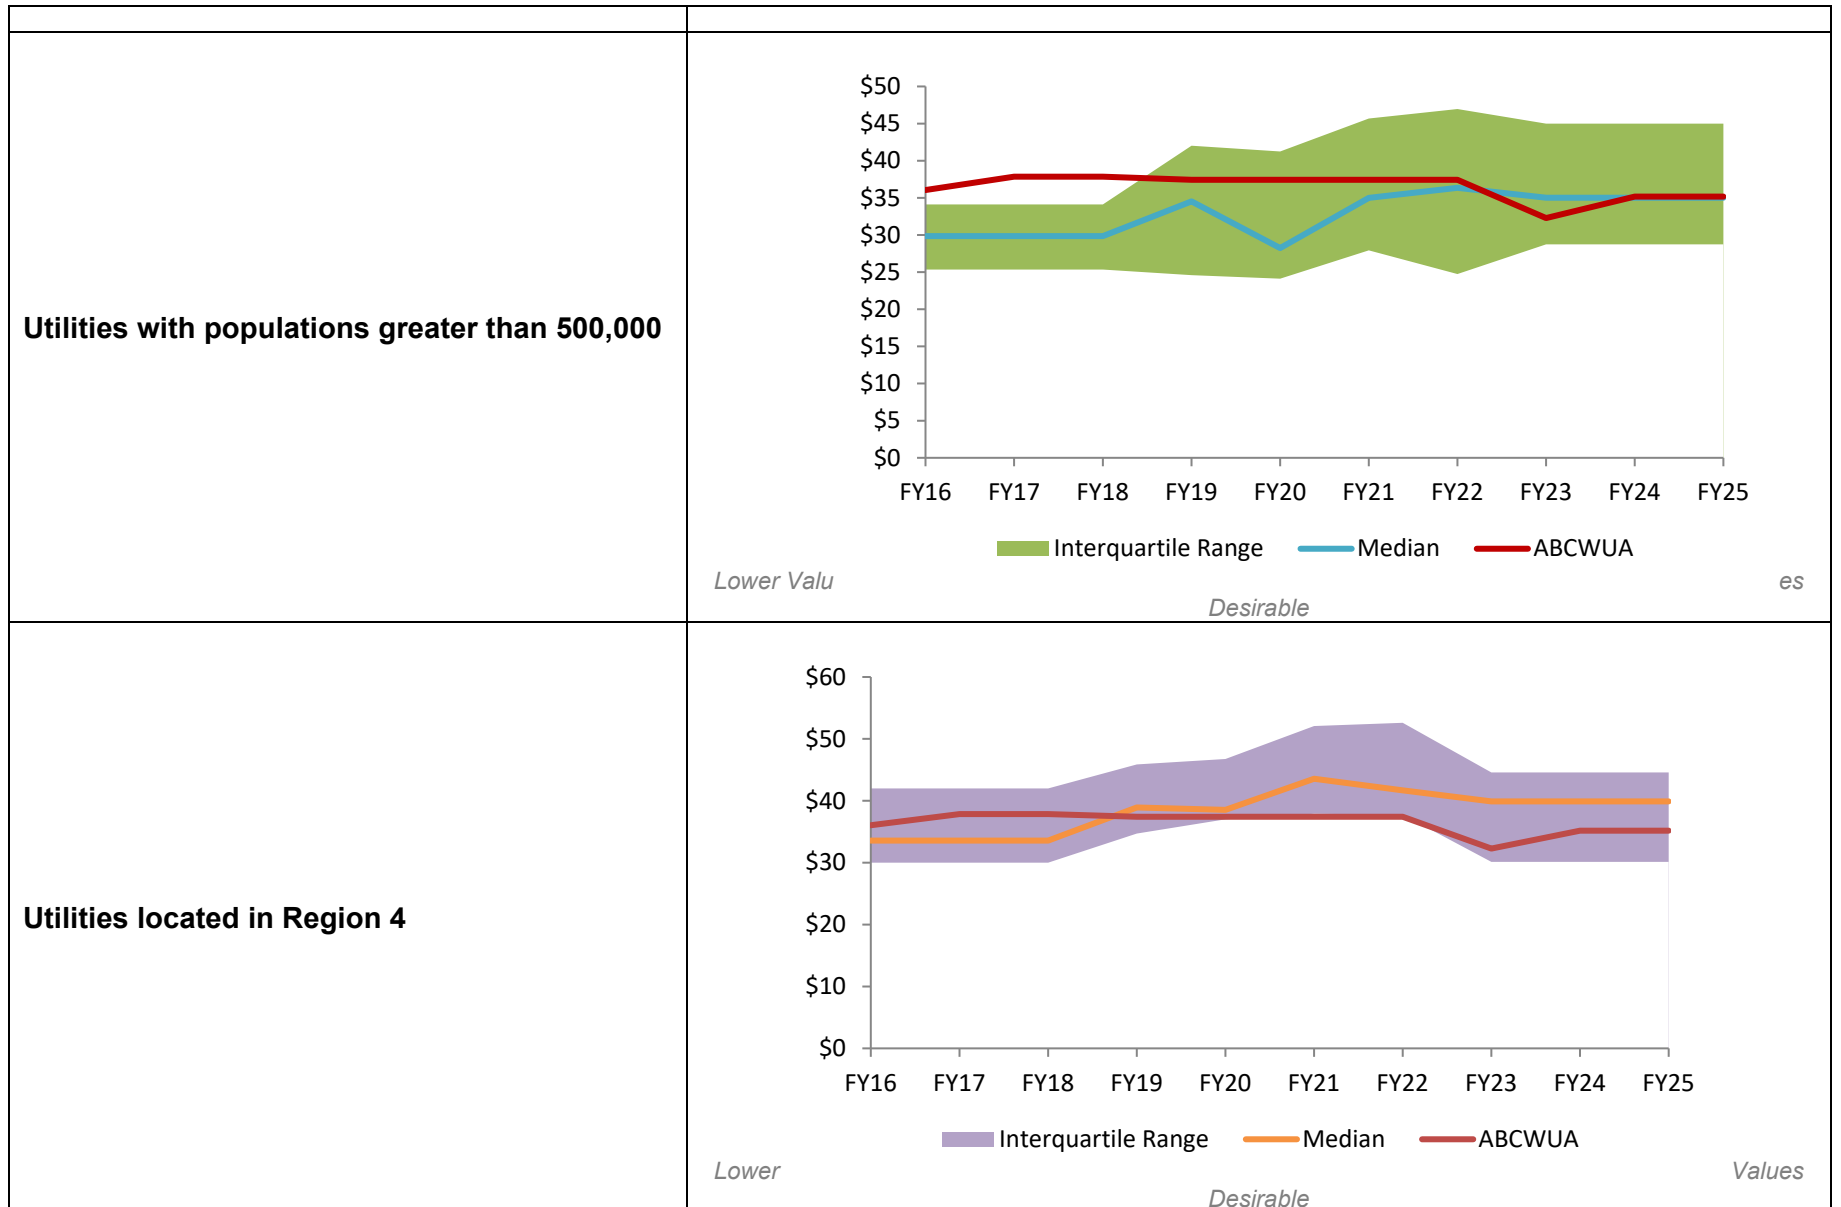 Utilities with populations greater than 500,000
$50
$45
$40
$35
$30
$25
$20
$15
$10
$5
$0
FY16 FY17 FY18 FY19 FY20 FY21 FY22 FY23 FY24 FY25
Interquartile Range Median ABCWUA
Lower Valu es
Desirable
Utilities located in Region 4
$60
$50
$40
$30
$20
$10
$0
FY16 FY17 FY18 FY19 FY20 FY21 FY22 FY23 FY24 FY25
Interquartile Range Median ABCWUA
Lower Values
Desirable